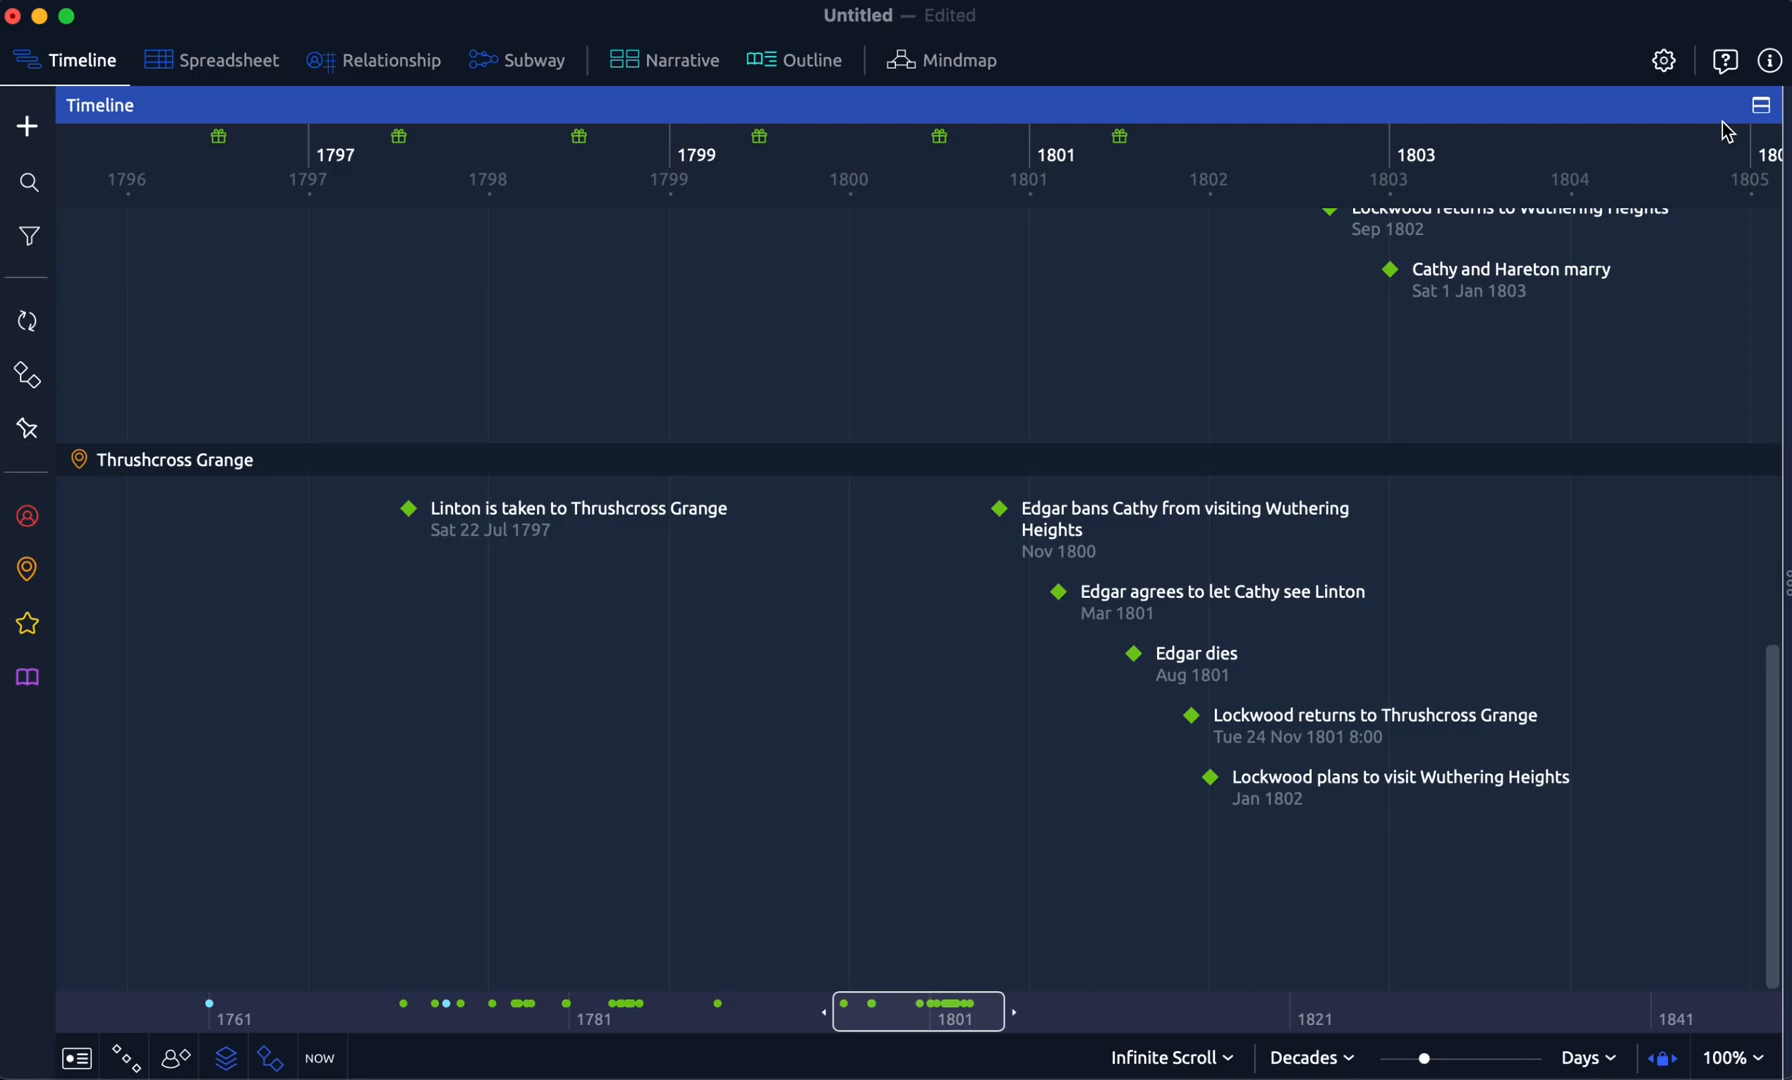 Untitled — Edited
Timeline Spreadsheet Relationship Subway Narrative Outline Mindmap
Timeline
1797 1799 1801 1803
1796 1797 1798 1799 1800 1801 1802 1803 1804 1805
Lockwood returns to Wuthering Heights
Sep 1802
Cathy and Hareton marry
Sat 1 Jan 1803
Thrushcross Grange
Linton is taken to Thrushcross Grange
Sat 22 Jul 1797
Edgar bans Cathy from visiting Wuthering
Heights
Nov 1800
Edgar agrees to let Cathy see Linton
Mar 1801
Edgar dies
Aug 1801
Lockwood returns to Thrushcross Grange
Tue 24 Nov 1801 8:00
Lockwood plans to visit Wuthering Heights
Jan 1802
1761 1781 1801 1821 1841
NOW Infinite Scroll Decades Days 100%